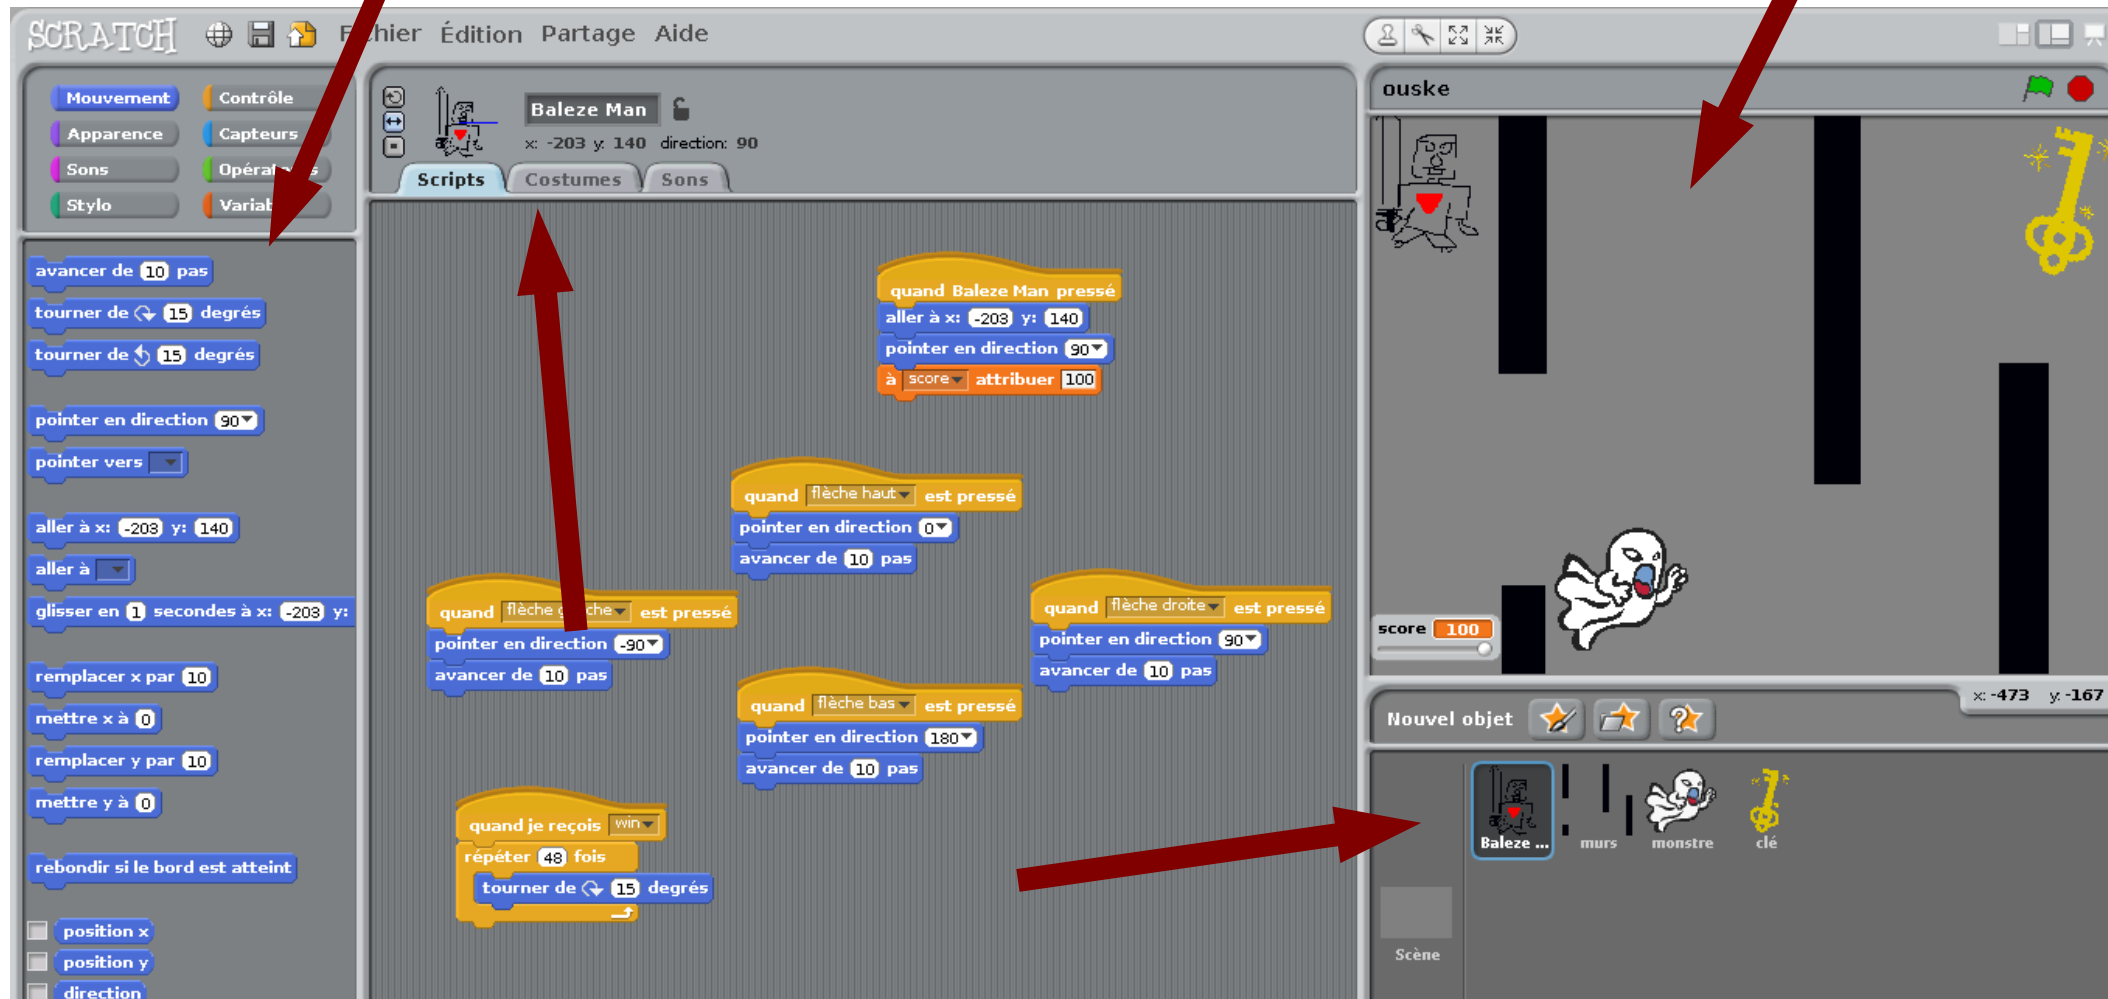 SCRATCH
Fichier Édition Partage Aide
Mouvement Contrôle
Apparence Capteurs
Sons
Stylo
avancer de 10 pas
tourner de 15 degrés
tourner de 15 degrés
pointer en direction 90
pointer vers
aller à x: -203 y: 140
aller à
glisser en 1 secondes à x: -203 y:
remplacer x par 10
mettre x à 0
remplacer y par 10
mettre y à 0
rebondir si le bord est atteint
position x
position y
direction
Baleze Man
x: -203 y: 140 direction: 90
Scripts Costumes Sons
quand Baleze Man pressé
aller à x: -203 y: 140
pointer en direction 90
à score attribuer 100
quand flèche haut est pressé
pointer en direction 0
avancer de 10 pas
quand flèche gauche est pressé
pointer en direction -90
avancer de 10 pas
quand flèche droite est pressé
pointer en direction 90
avancer de 10 pas
quand flèche bas est pressé
pointer en direction 180
avancer de 10 pas
quand je reçois win
répéter 48 fois
tourner de 15 degrés
ouske
score 100
x: -473 y: -167
Nouvel objet
Baleze ... murs monstre clé
Scène